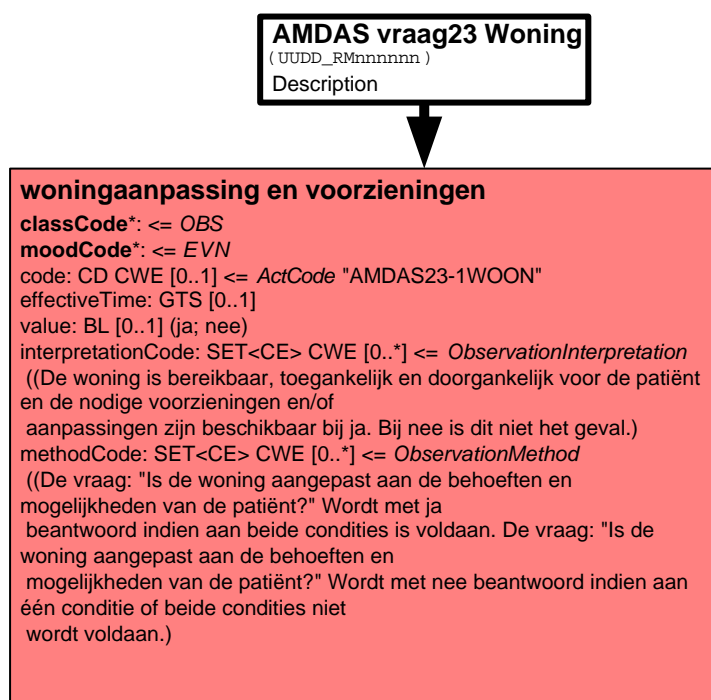 AMDAS vraag23 Woning
(UUDD_RMnnnnnn)
Description
woningaanpassing en voorzieningen
classCode*: <= OBS
moodCode*: <= EVN
code: CD CWE [0..1] <= ActCode "AMDAS23-1WOON"
effectiveTime: GTS [0..1]
value: BL [0..1] (ja; nee)
interpretationCode: SET<CE> CWE [0..*] <= ObservationInterpretation
((De woning is bereikbaar, toegankelijk en doorgankelijk voor de patiënt
en de nodige voorzieningen en/of
aanpassingen zijn beschikbaar bij ja. Bij nee is dit niet het geval.)
methodCode: SET<CE> CWE [0..*] <= ObservationMethod
((De vraag: "Is de woning aangepast aan de behoeften en
mogelijkheden van de patiënt?" Wordt met ja
beantwoord indien aan beide condities is voldaan. De vraag: "Is de
woning aangepast aan de behoeften en
mogelijkheden van de patiënt?" Wordt met nee beantwoord indien aan
één conditie of beide condities niet
wordt voldaan.)